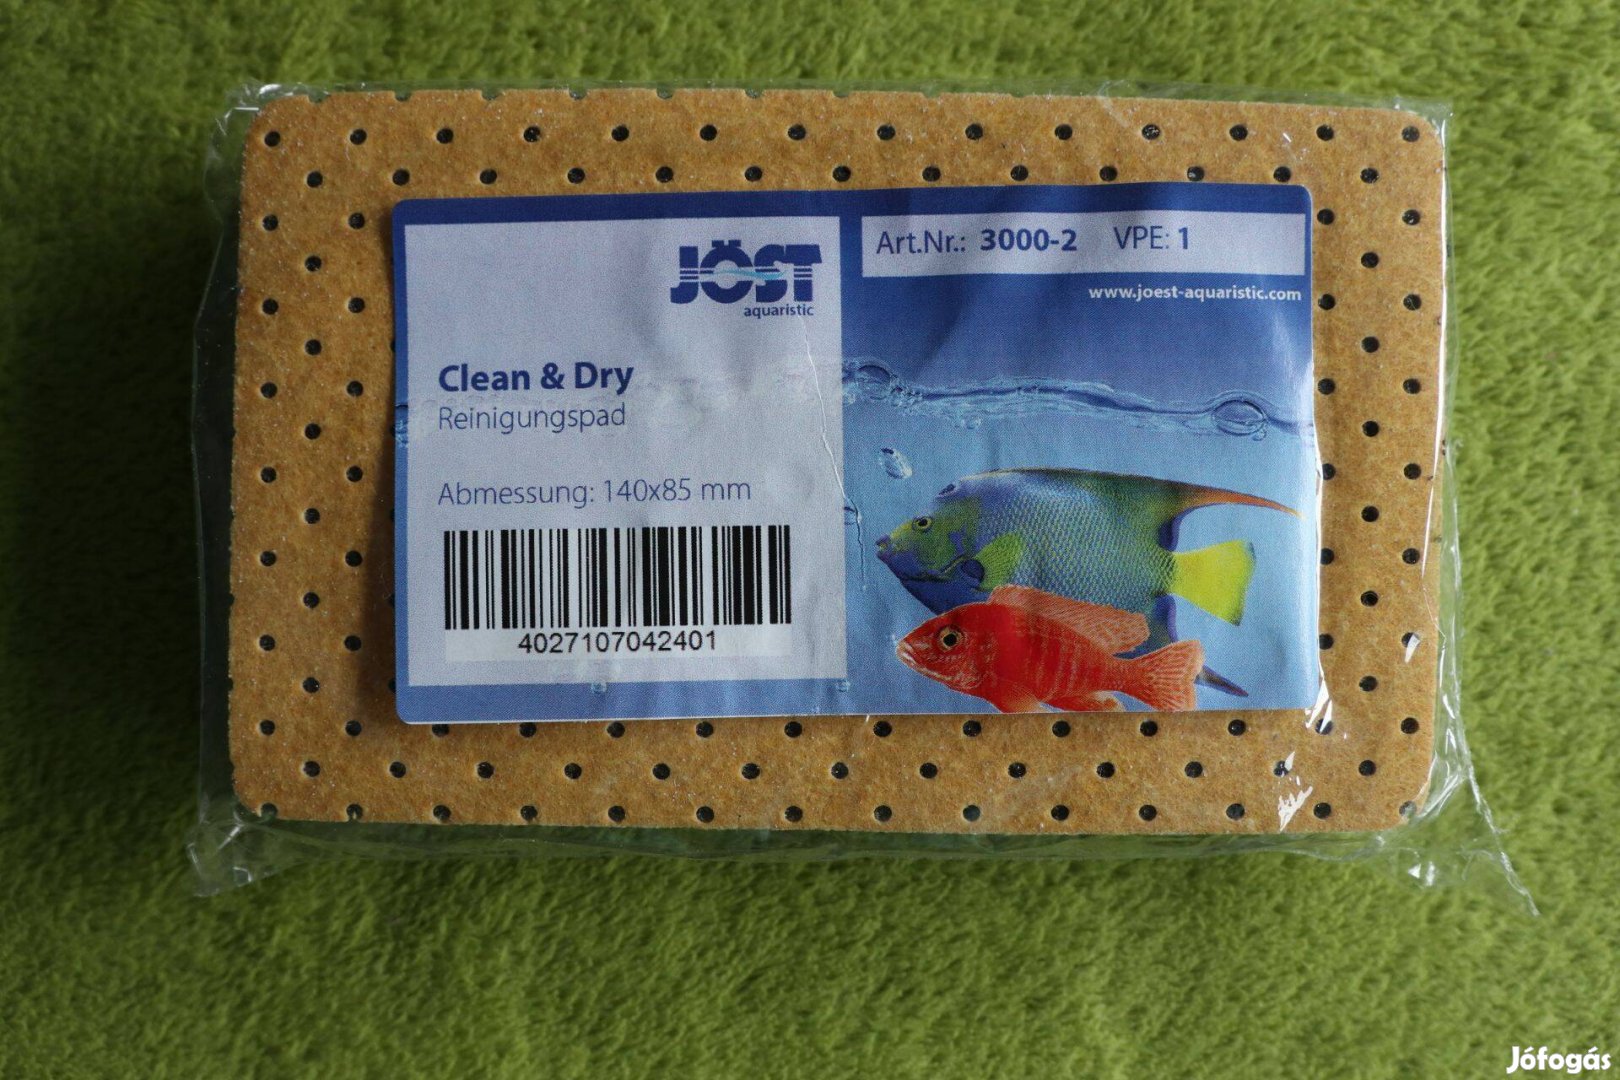 JÖST
aquaristic
Art.Nr.: 3000-2 VPE: 1
www.joest-aquaristic.com
Clean & Dry
Reinigungspad
Abmessung: 140x85 mm
4027107042401
Jófogás